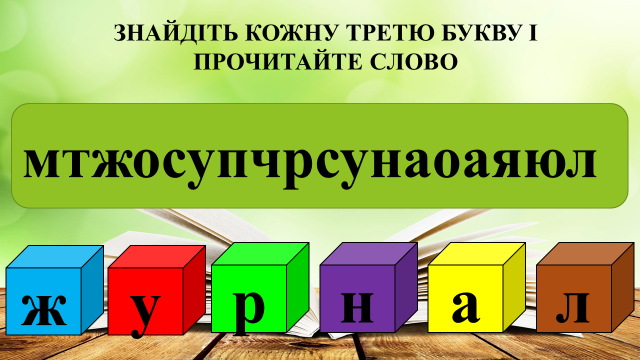 ЗНАЙДІТЬ КОЖНУ ТРЕТЮ БУКВУ І
ПРОЧИТАЙТЕ СЛОВО
мтжосупчрсунаоаяюл
ж у р н а л